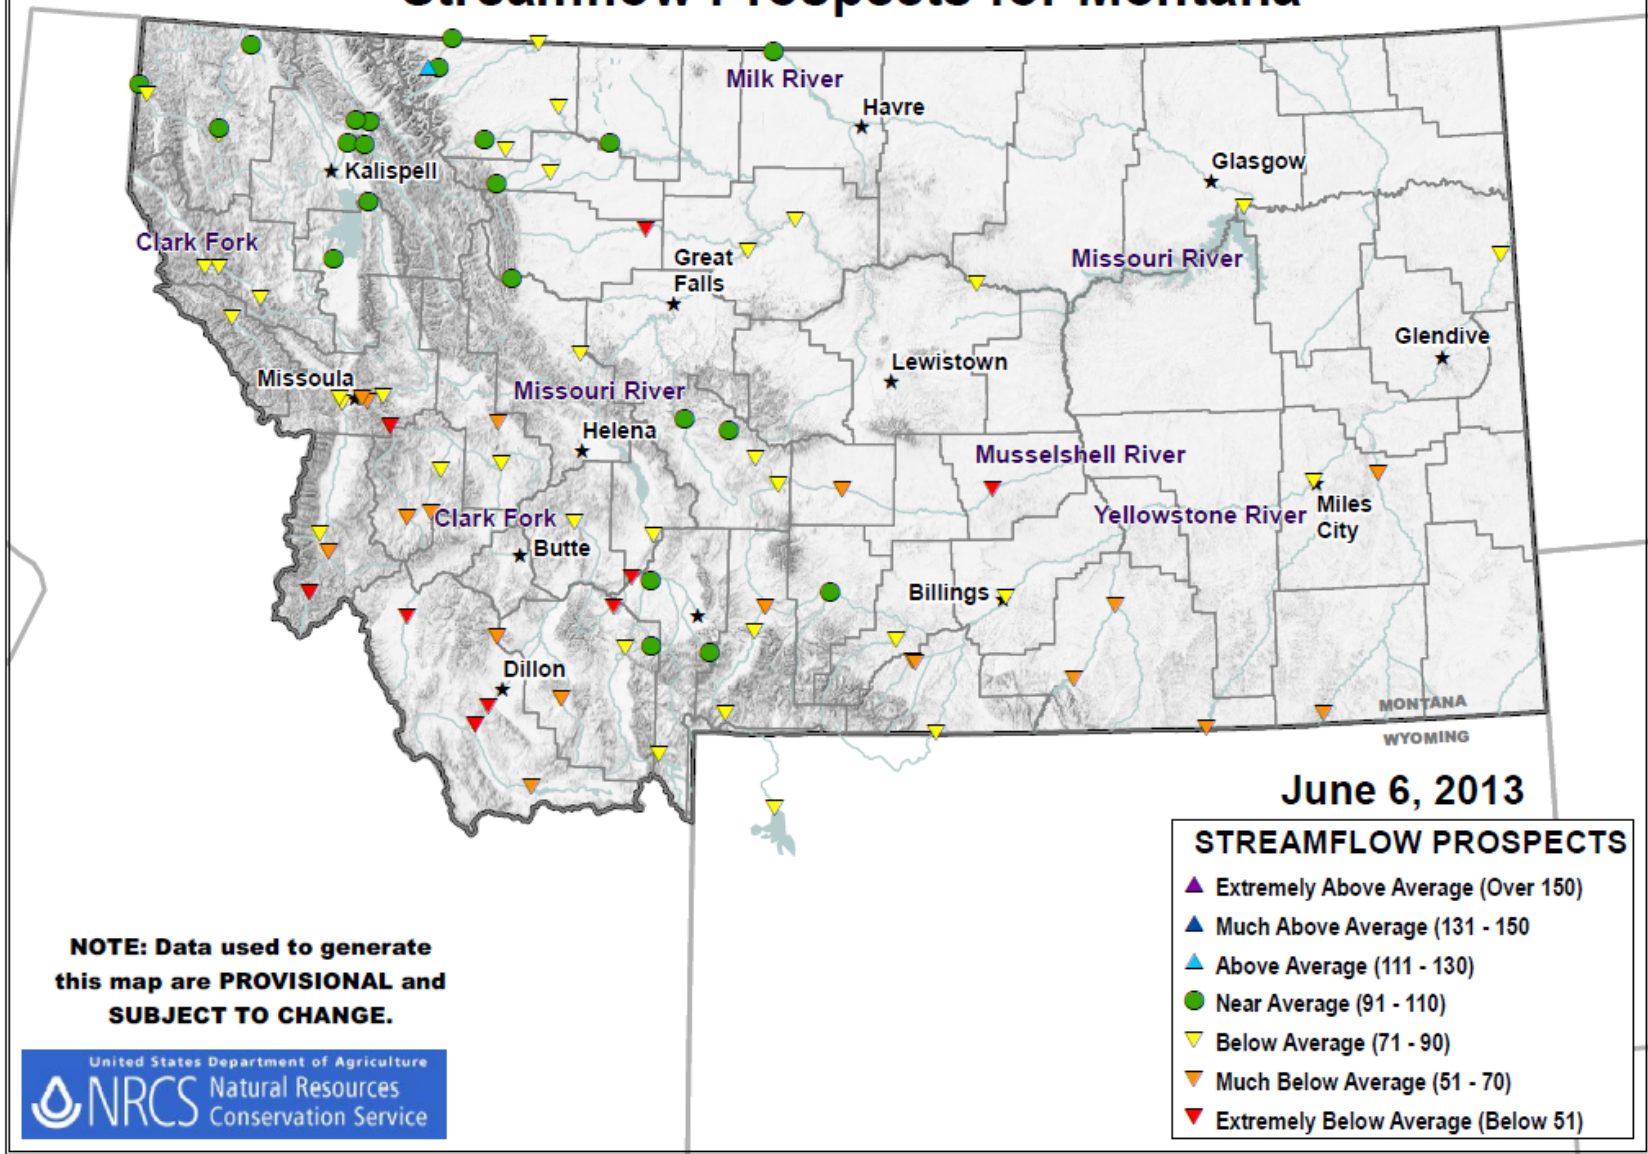 Streamflow Prospects for Montana
Milk River
Havre
Glasgow
Kalispell
Clark Fork
Great
Falls
Missouri River
Glendive
Lewistown
Missoula
Missouri River
Helena
Musselshell River
Miles
City
Yellowstone River
Clark Fork
Butte
Billings
Dillon
MONTANA
WYOMING
June 6, 2013
STREAMFLOW PROSPECTS
Extremely Above Average (Over 150)
Much Above Average (131 - 150
Above Average (111 - 130)
Near Average (91 - 110)
Below Average (71 - 90)
Much Below Average (51 - 70)
Extremely Below Average (Below 51)
NOTE: Data used to generate
this map are PROVISIONAL and
SUBJECT TO CHANGE.
United States Department of Agriculture
NRCS
Natural Resources
Conservation Service